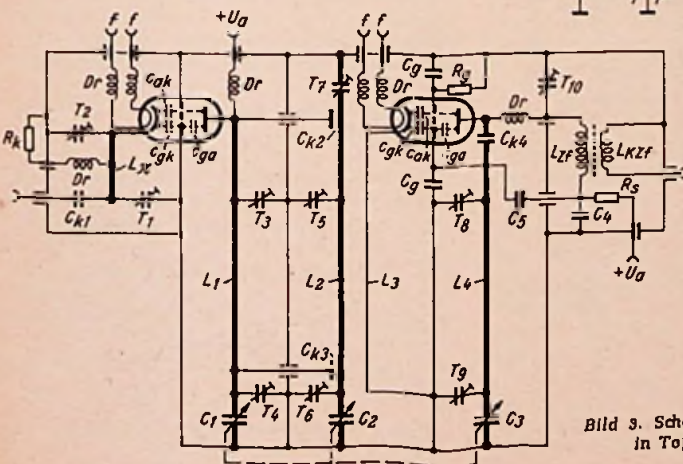 f f +Ua f f
Dr Dr T7 Cg Rg
cak Dr T10
T2 cak
Rk cgk cga Ck2 cgk cga Dr
Lπ Ck4 Lzf LKzf
Dr Cg Rs
Ck1 T1 T3 T5 T8 C5 C4
+Ua
L1 L2 L3 L4
Ck3
T4 T6 T9
C1 C2 C3
Bild 3. Sch
in To